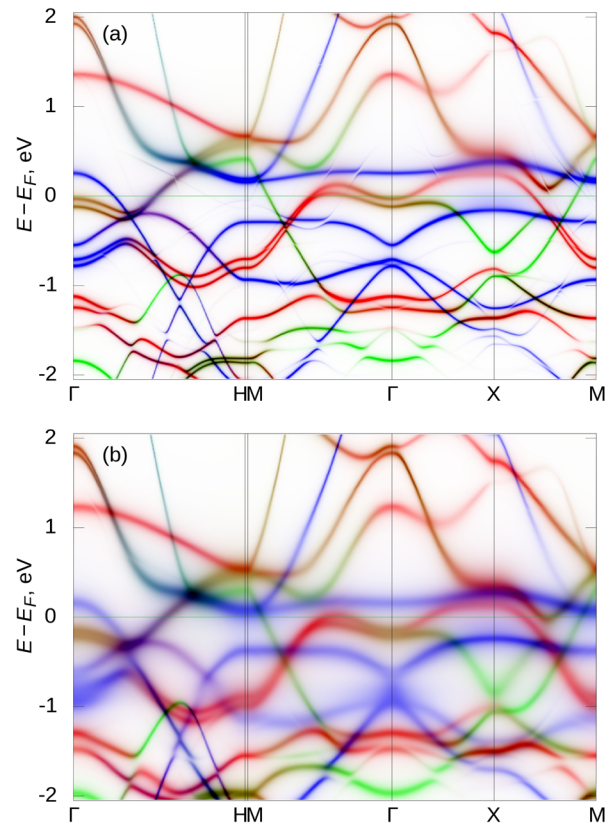 (a)
2
1
0
-1
-2
E−E_F, eV
Γ HM Γ X M
(b)
2
1
0
-1
-2
E−E_F, eV
Γ HM Γ X M